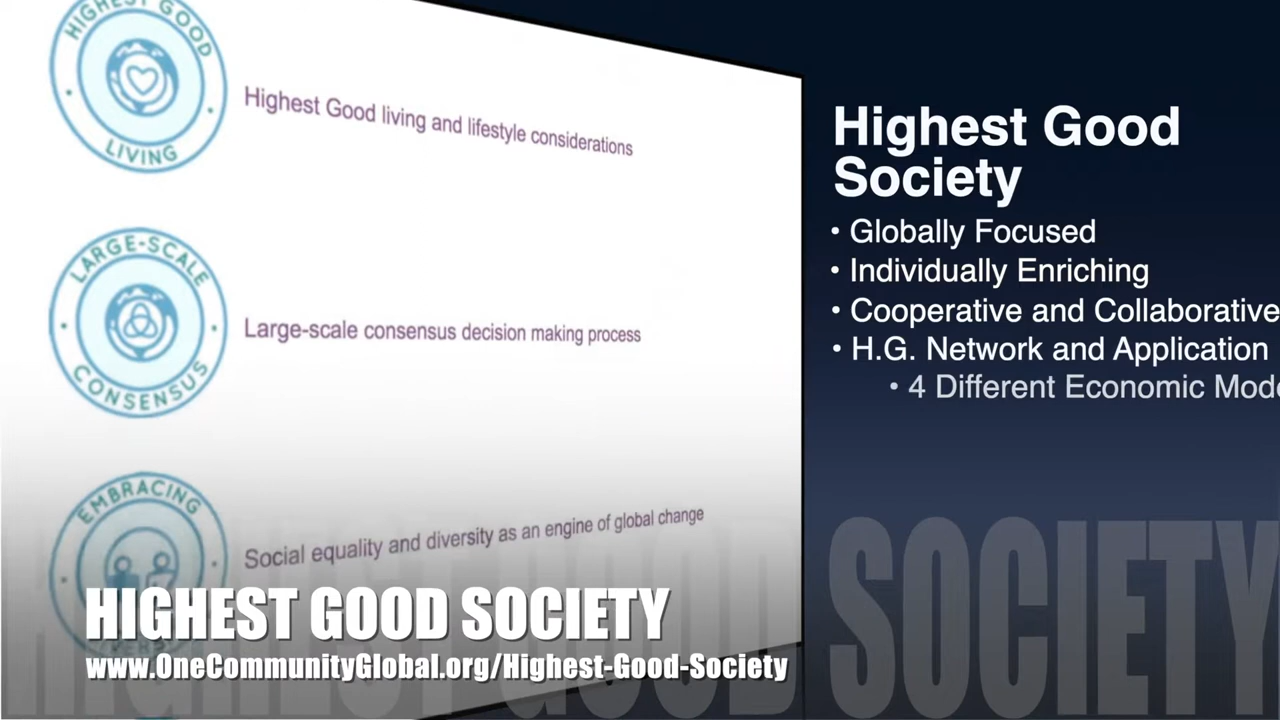 HIGHEST GOOD
LIVING
Highest Good living and lifestyle considerations
LARGE-SCALE
CONSENSUS
Large-scale consensus decision making process
EMBRACING
Social equality and diversity as an engine of global change
Highest Good
Society
• Globally Focused
• Individually Enriching
• Cooperative and Collaborative
• H.G. Network and Application
• 4 Different Economic
HIGHEST GOOD SOCIETY
HIGHEST GOOD SOCIETY
www.OneCommunityGlobal.org/Highest-Good-Society